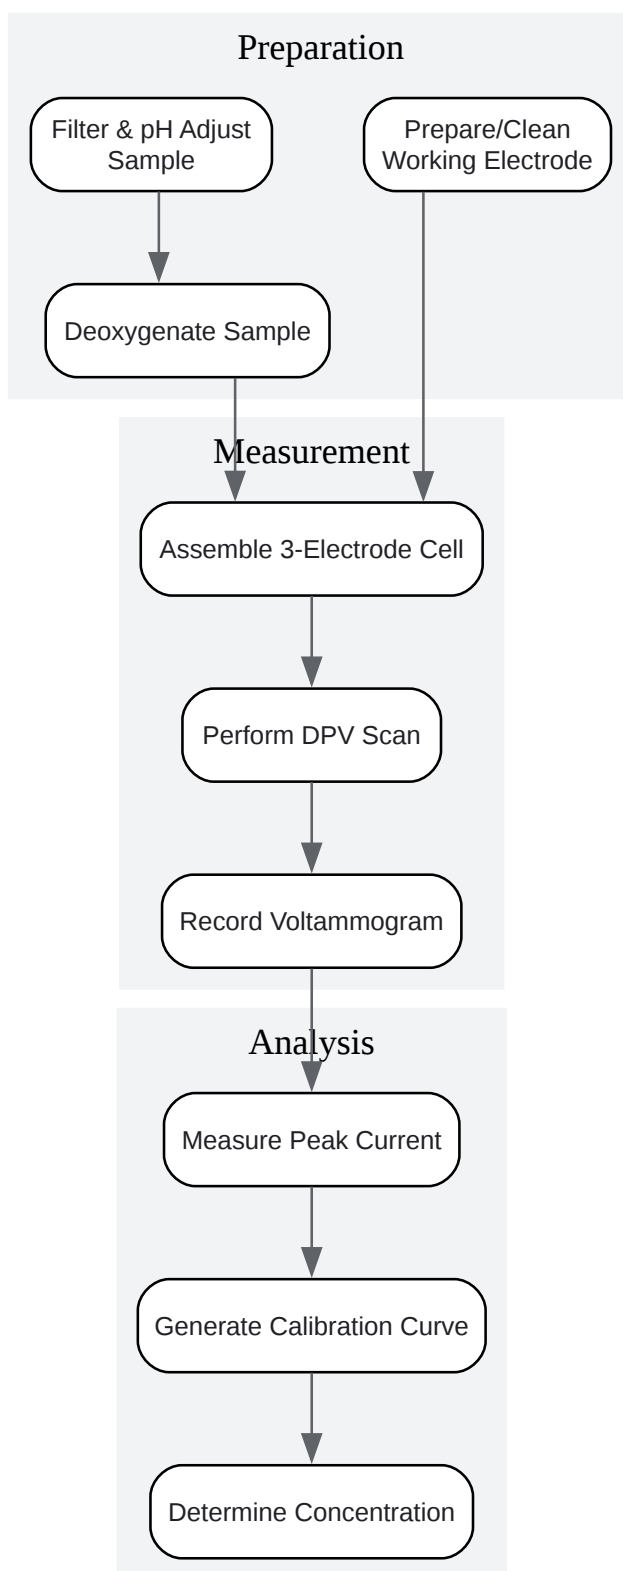 Preparation
Filter & pH Adjust
Sample
Prepare/Clean
Working Electrode
Deoxygenate Sample
Measurement
Assemble 3-Electrode Cell
Perform DPV Scan
Record Voltammogram
Analysis
Measure Peak Current
Generate Calibration Curve
Determine Concentration